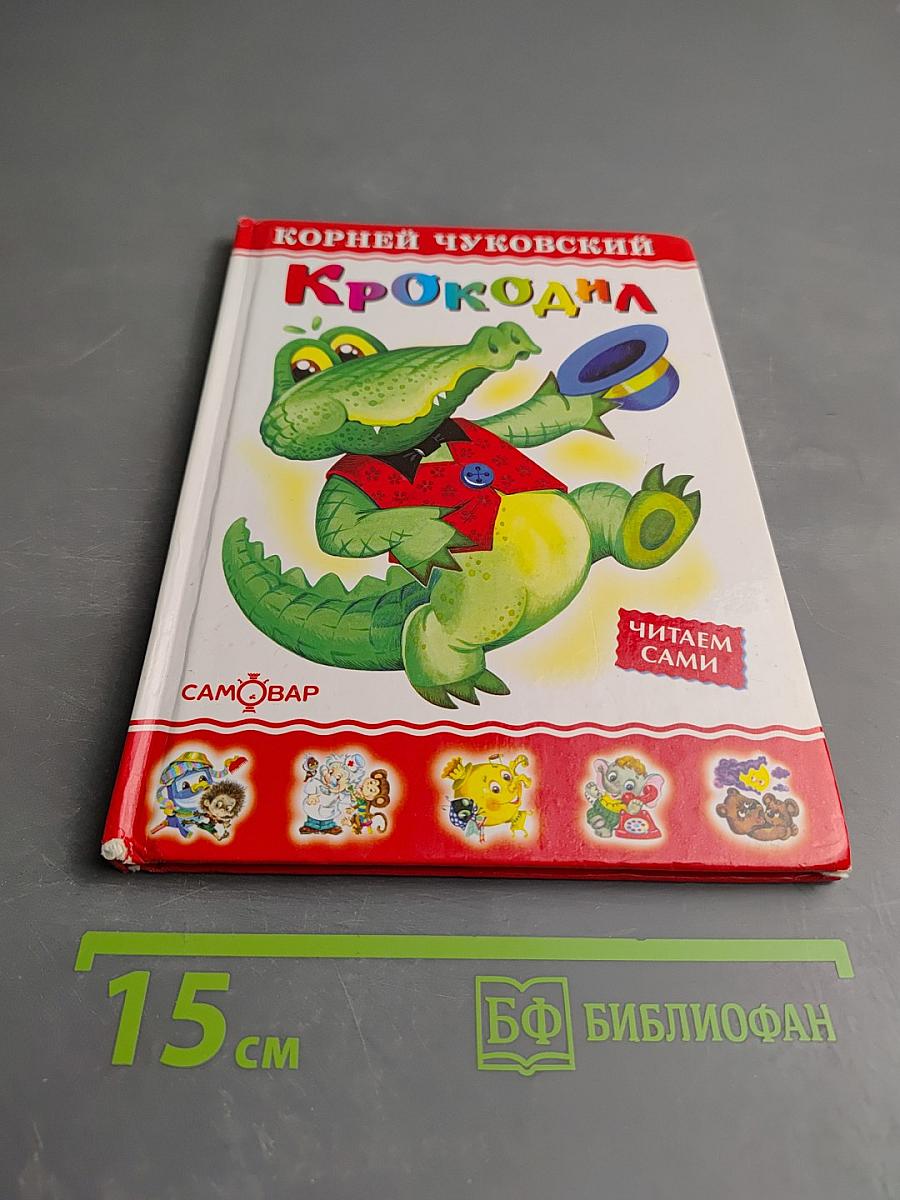 КОРНЕЙ ЧУКОВСКИЙ
КРОКОДИЛ
ЧИТАЕМ
САМИ
САМОВАР
15 см
БФ БИБЛИОФАН